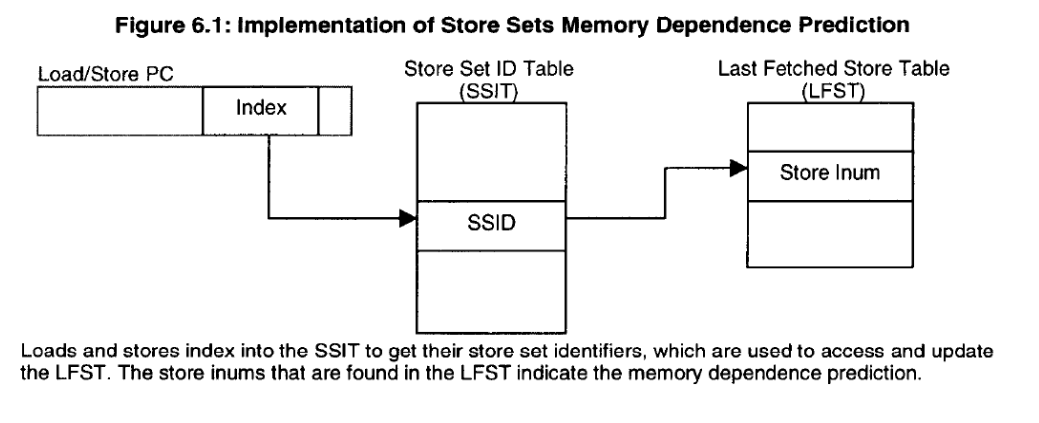 Figure 6.1: Implementation of Store Sets Memory Dependence Prediction
Load/Store PC
Index
Store Set ID Table
(SSIT)
SSID
Last Fetched Store Table
(LFST)
Store Inum
Loads and stores index into the SSIT to get their store set identifiers, which are used to access and update
the LFST. The store inums that are found in the LFST indicate the memory dependence prediction.